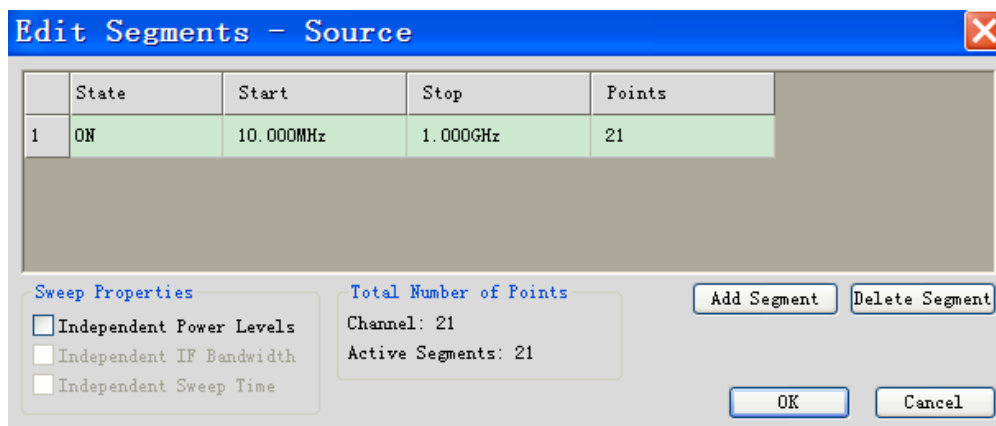 Edit Segments - Source
State Start Stop Points
1 ON 10.000MHz 1.000GHz 21
Sweep Properties
Independent Power Levels
Independent IF Bandwidth
Independent Sweep Time
Total Number of Points
Channel: 21
Active Segments: 21
Add Segment
Delete Segment
OK
Cancel